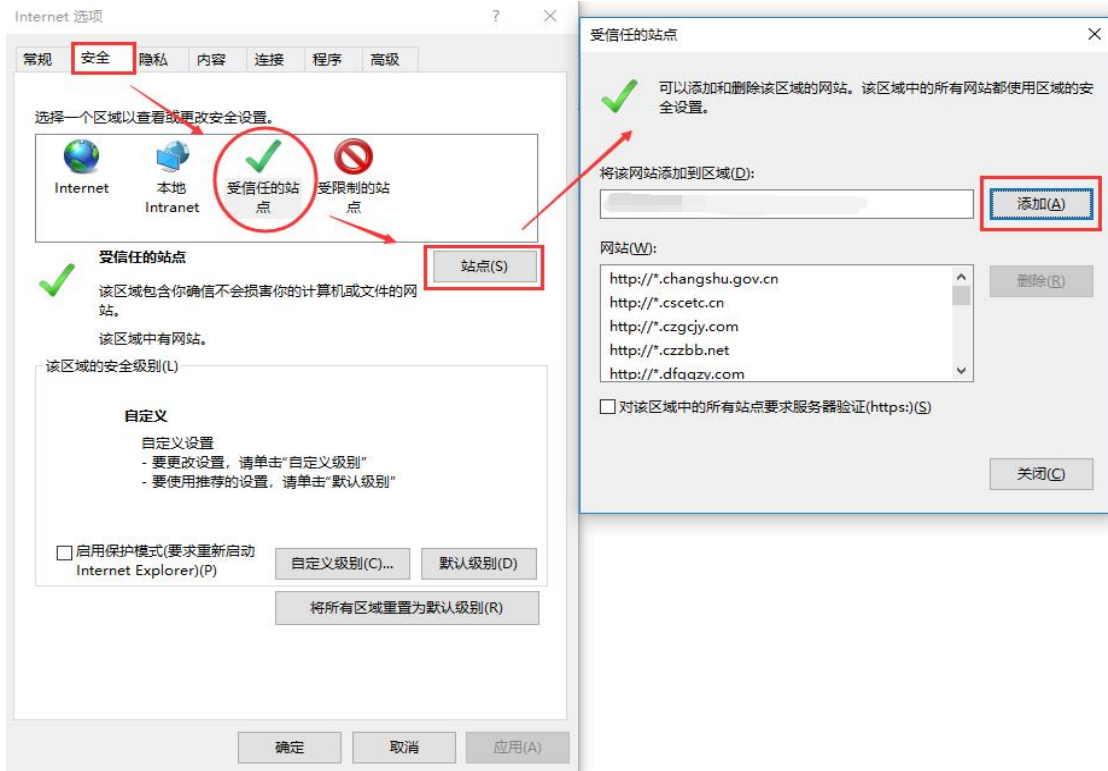 Internet 选项
?
常规 安全 隐私 内容 连接 程序 高级
选择一个区域以查看或更改安全设置。
Internet
本地
Intranet
受信任的站
点
受限制的站
点
受信任的站点
站点(S)
该区域包含你确信不会损害你的计算机或文件的网
站。
该区域中有网站。
该区域的安全级别(L)
自定义
自定义设置
- 要更改设置，请单击“自定义级别”
- 要使用推荐的设置，请单击“默认级别”
启用保护模式(要求重新启动
Internet Explorer)(P)
自定义级别(C)...
默认级别(D)
将所有区域重置为默认级别(R)
确定
取消
应用(A)
受信任的站点
可以添加和删除该区域的网站。该区域中的所有网站都使用区域的安
全设置。
将该网站添加到区域(D):
添加(A)
网站(W):
http://*.changshu.gov.cn
http://*.cscetc.cn
http://*.czgcjy.com
http://*.czzbb.net
http://*.dfggzy.com
删除(R)
对该区域中的所有站点要求服务器验证(https:)(S)
关闭(C)